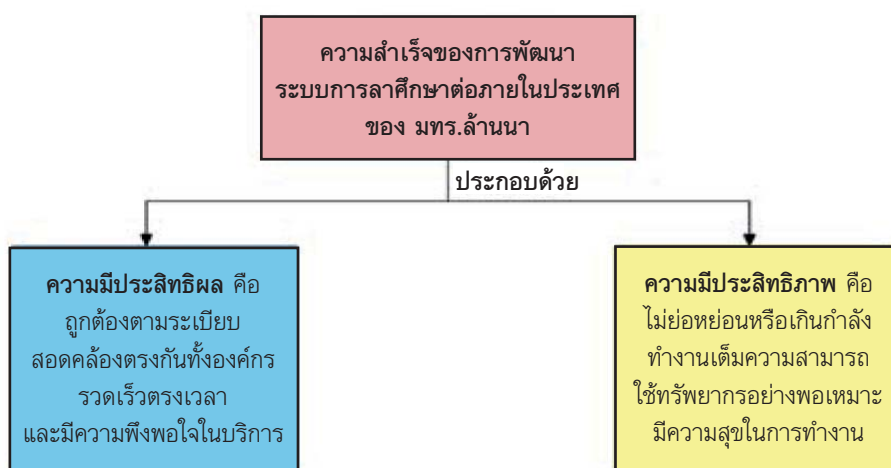 ความสำเร็จของการพัฒนา
ระบบการลาศึกษาต่อภายในประเทศ
ของ มทร.ล้านนา
ประกอบด้วย
ความมีประสิทธิผล คือ
ถูกต้องตามระเบียบ
สอดคล้องตรงกันทั้งองค์กร
รวดเร็วตรงเวลา
และมีความพึงพอใจในบริการ
ความมีประสิทธิภาพ คือ
ไม่ย่อหย่อนหรือเกินกำลัง
ทำงานเต็มความสามารถ
ใช้ทรัพยากรอย่างพอเหมาะ
มีความสุขในการทำงาน